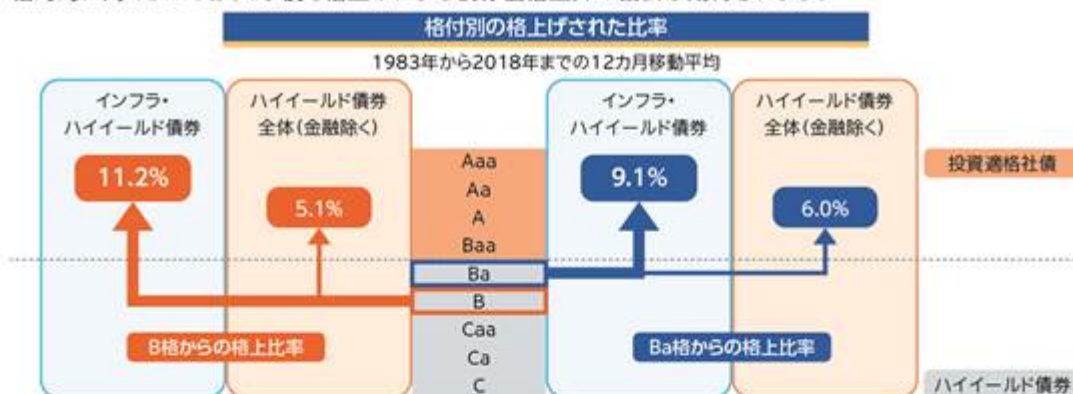 格付別の格上げされた比率
1983年から2018年までの12カ月移動平均
インフラ・
ハイイールド債券
ハイイールド債券
全体(金融除く)
インフラ・
ハイイールド債券
ハイイールド債券
全体(金融除く)
11.2%
5.1%
Aaa
Aa
A
Baa
Ba
B
Caa
Ca
C
9.1%
6.0%
投資適格社債
B格からの格上比率
Ba格からの格上比率
ハイイールド債券